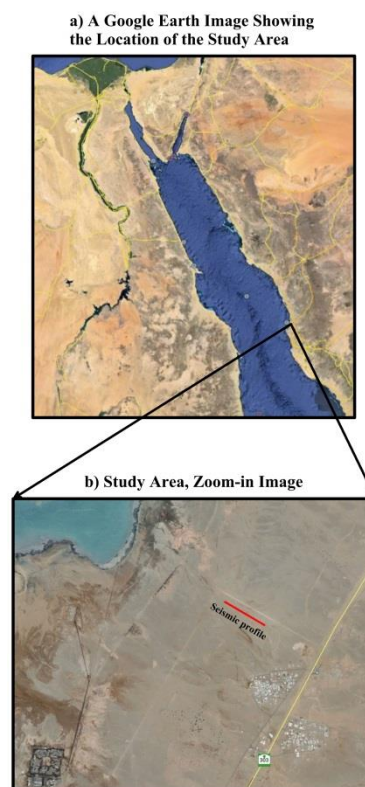 a) A Google Earth Image Showing
the Location of the Study Area
b) Study Area, Zoom-in Image
Seismic profile